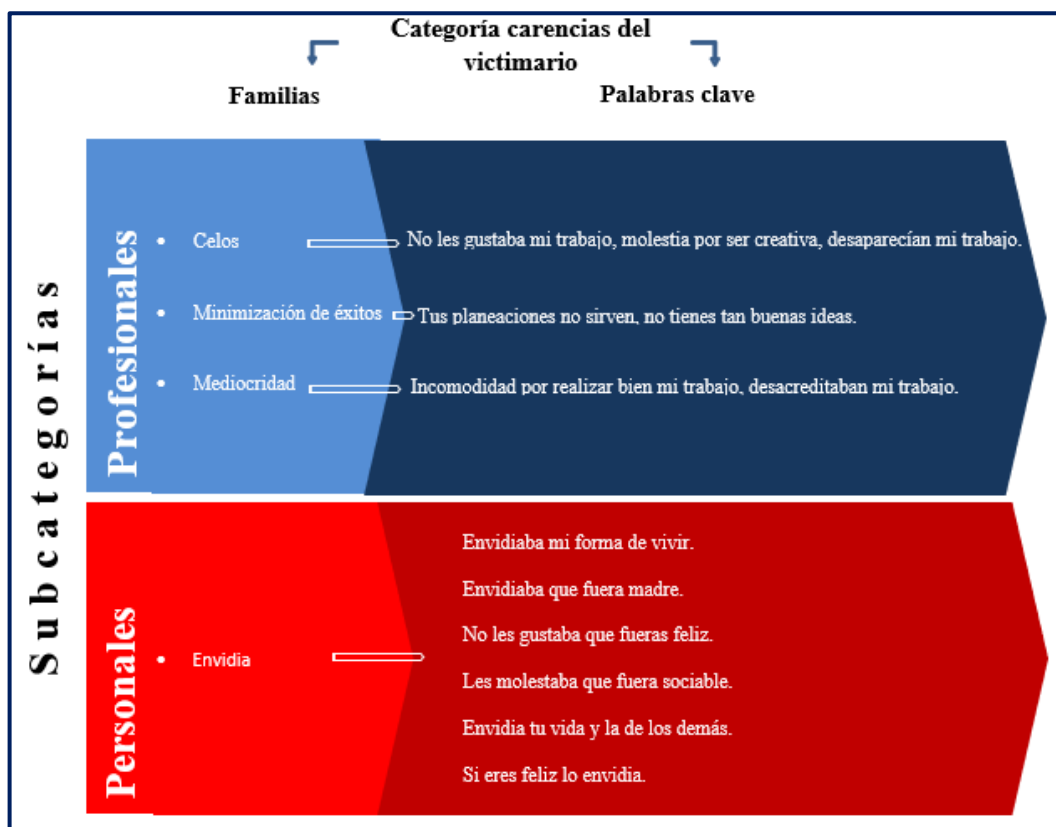 Categoría carencias del
victimario
Familias
Palabras clave
Subcategorías
Profesionales
• Celos
No les gustaba mi trabajo, molestia por ser creativa, desaparecían mi trabajo.
• Minimización de éxitos
Tus planeaciones no sirven, no tienes tan buenas ideas.
• Mediocridad
Incomodidad por realizar bien mi trabajo, desacreditaban mi trabajo.
Personales
• Envidia
Envidiaba mi forma de vivir.
Envidiaba que fuera madre.
No les gustaba que fueras feliz.
Les molestaba que fuera sociable.
Envidia tu vida y la de los demás.
Si eres feliz lo envidia.